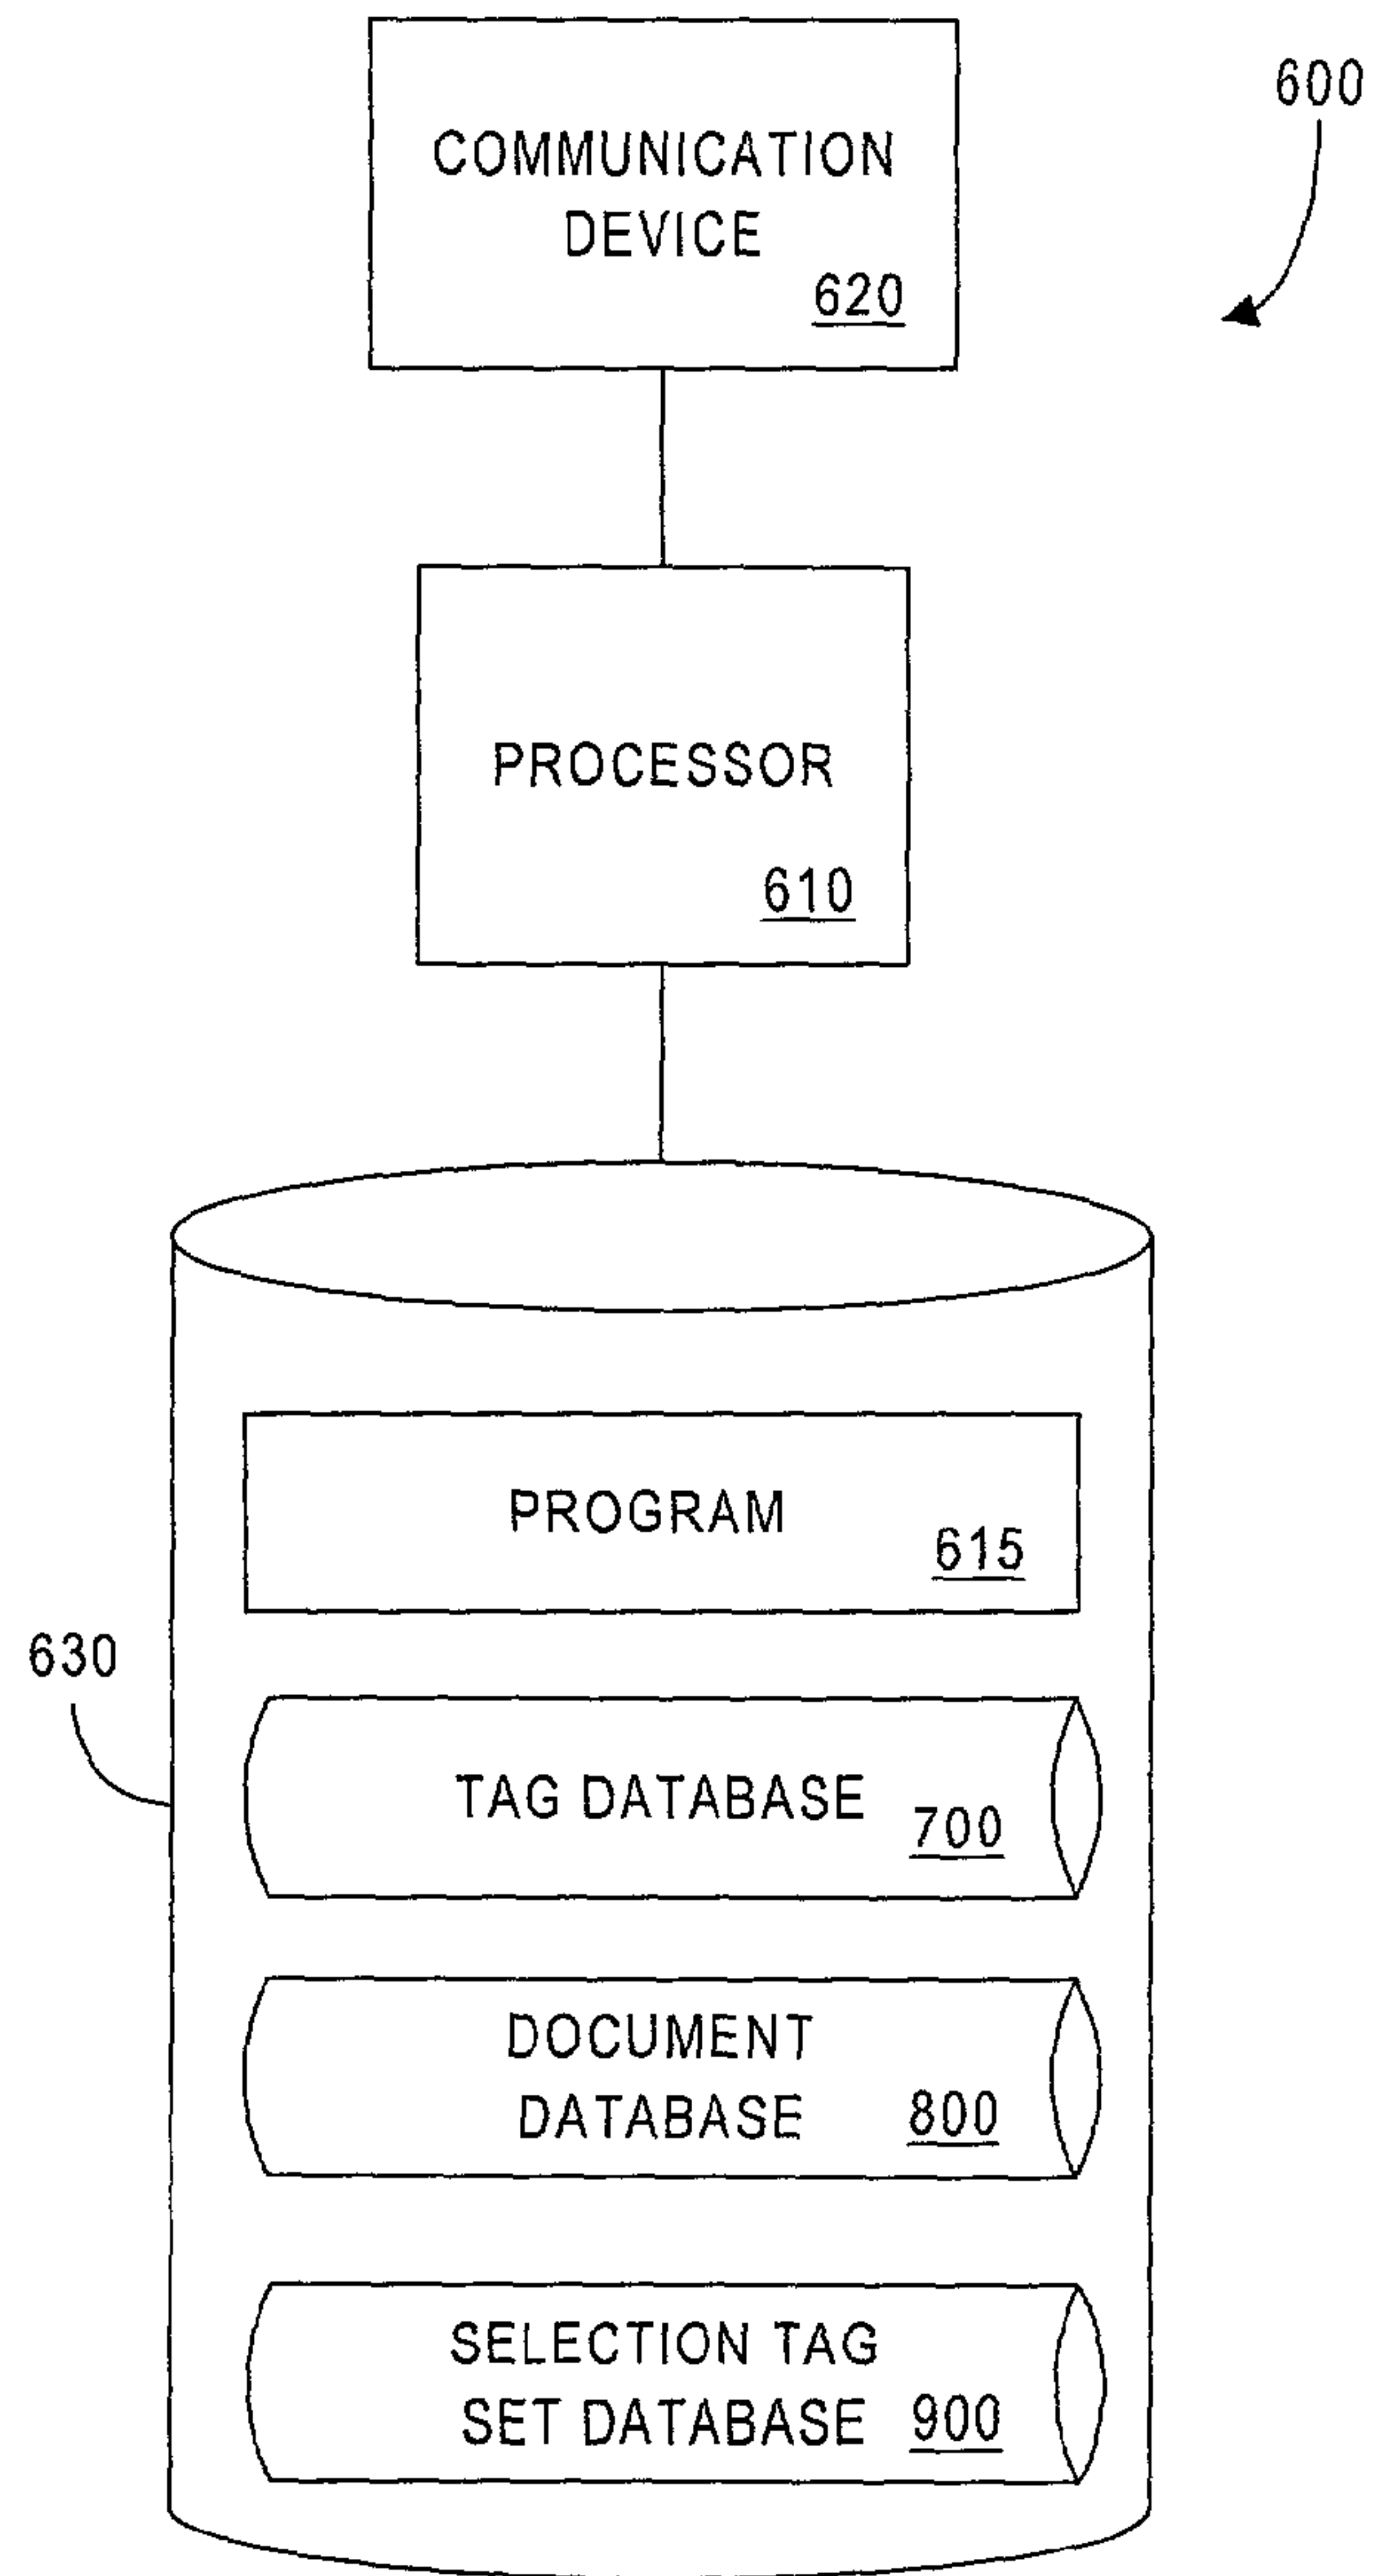 600
COMMUNICATION
DEVICE
620
PROCESSOR
610
PROGRAM
615
630
TAG DATABASE
700
DOCUMENT
DATABASE
800
SELECTION TAG
SET DATABASE
900